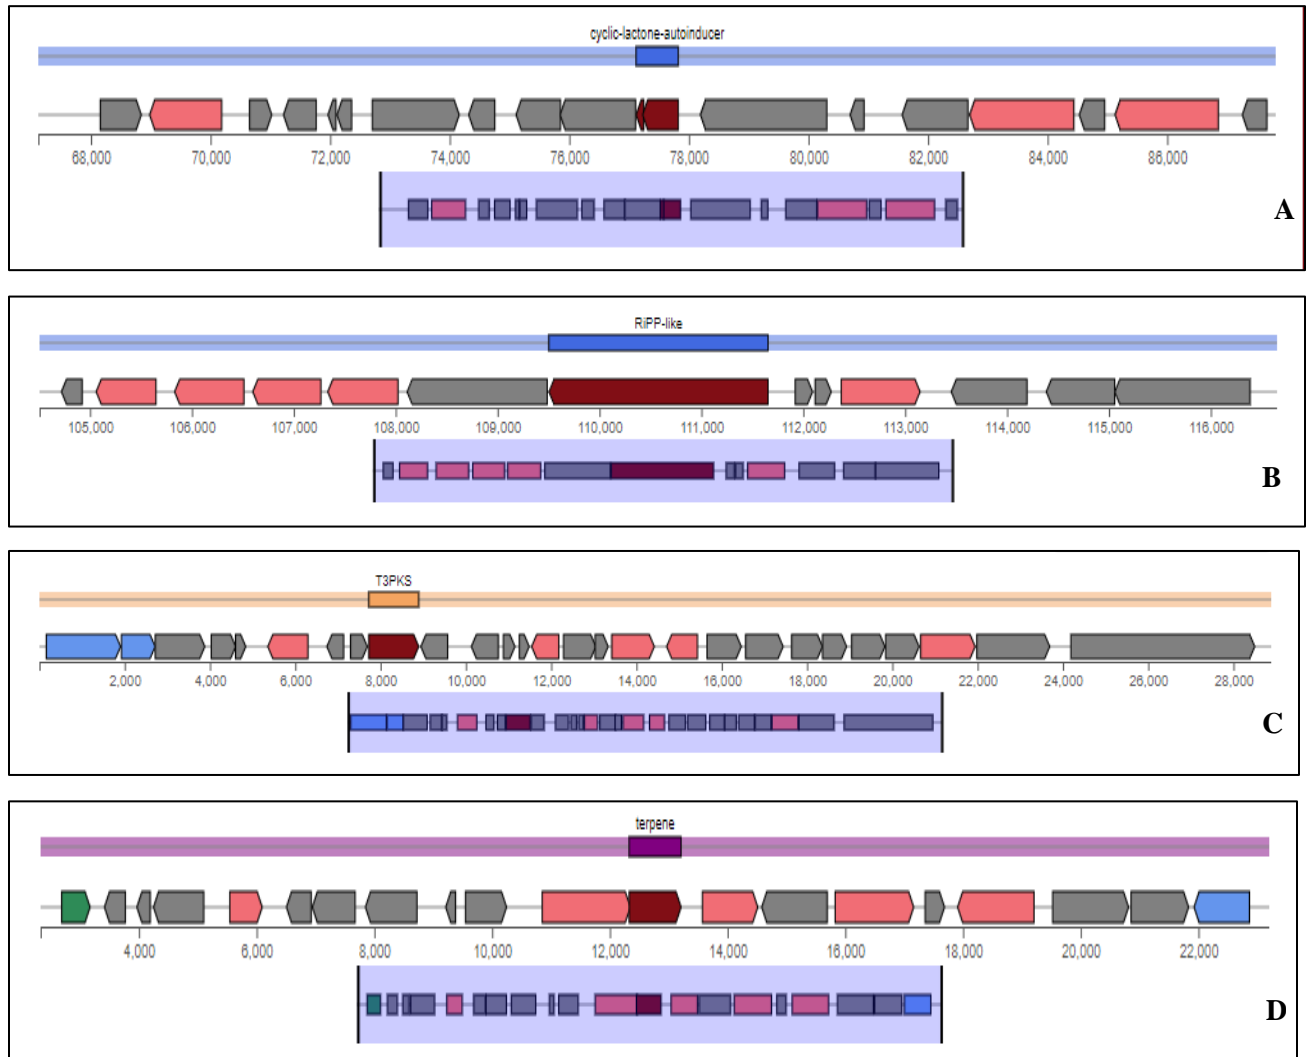 cyclic-lactone-autoinducer
68,000 70,000 72,000 74,000 76,000 78,000 80,000 82,000 84,000 86,000
A
RiPP-like
105,000 106,000 107,000 108,000 109,000 110,000 111,000 112,000 113,000 114,000 115,000 116,000
B
T3PKS
2,000 4,000 6,000 8,000 10,000 12,000 14,000 16,000 18,000 20,000 22,000 24,000 26,000 28,000
C
terpene
4,000 6,000 8,000 10,000 12,000 14,000 16,000 18,000 20,000 22,000
D